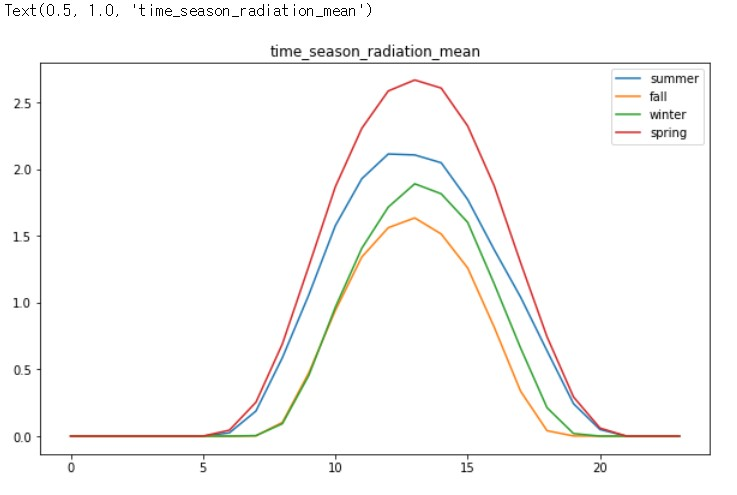 Text(0.5, 1.0, 'time_season_radiation_mean')
time_season_radiation_mean
summer
fall
winter
spring
2.5
2.0
1.5
1.0
0.5
0.0
0 5 10 15 20